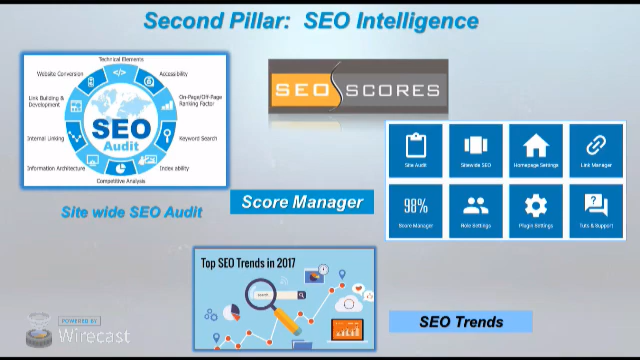 Second Pillar: SEO Intelligence
Technical Elements
Website Conversion
Accessibility
Link Building &
Development
On-Page/Off-Page
Ranking Factor
SEO
Audit
Internal Linking
Keyword Search
Information Architecture
Index ability
Competitive Analysis
SEO SCORES
Site Audit
Sitewide SEO
Homepage Settings
Link Manager
98%
Score Manager
Role Settings
Plugin Settings
Tuts & Support
Site wide SEO Audit
Score Manager
Top SEO Trends in 2017
search...
SEO Trends
POWERED BY
Wirecast